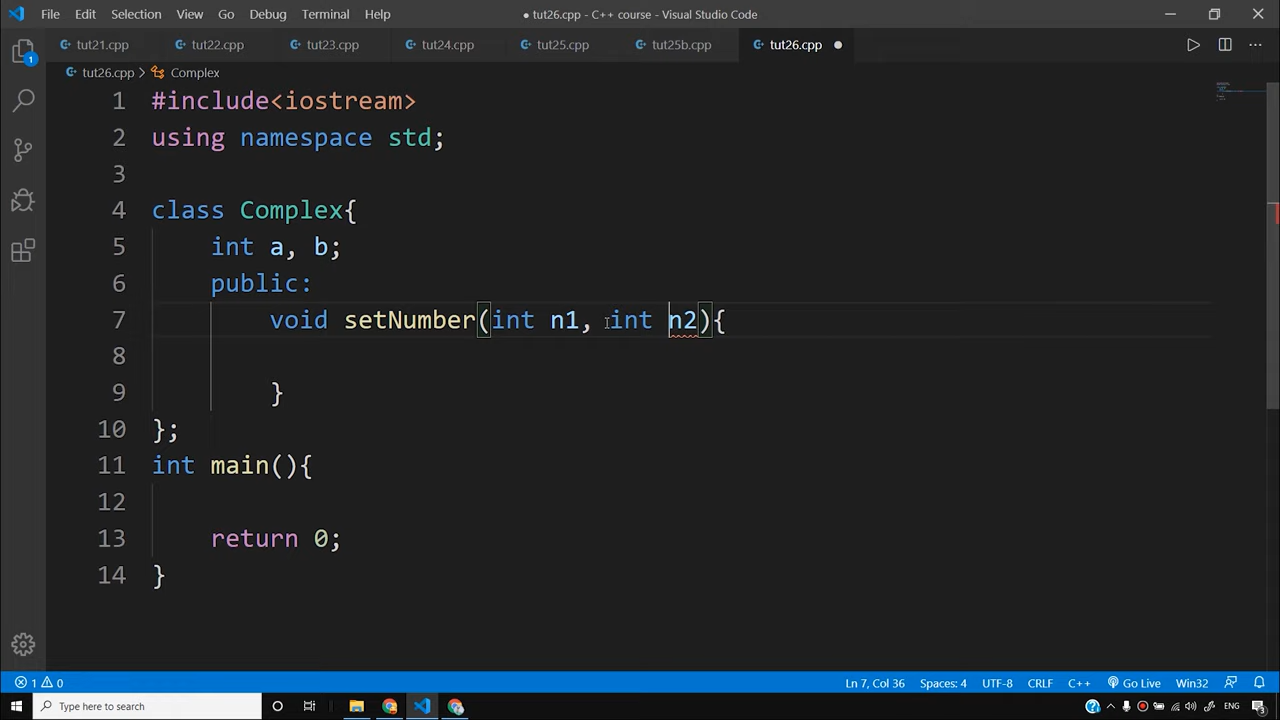 File Edit Selection View Go Debug Terminal Help
● tut26.cpp - C++ course - Visual Studio Code
tut21.cpp tut22.cpp tut23.cpp tut24.cpp tut25.cpp tut25b.cpp tut26.cpp ●
tut26.cpp > Complex
1 #include<iostream>
2 using namespace std;
3
4 class Complex{
5 int a, b;
6 public:
7 void setNumber(int n1, int n2){
8
9 }
10 };
11 int main(){
12
13 return 0;
14 }
1
1 0 Ln 7, Col 36 Spaces: 4 UTF-8 CRLF C++ Go Live Win32
Type here to search ENG 3